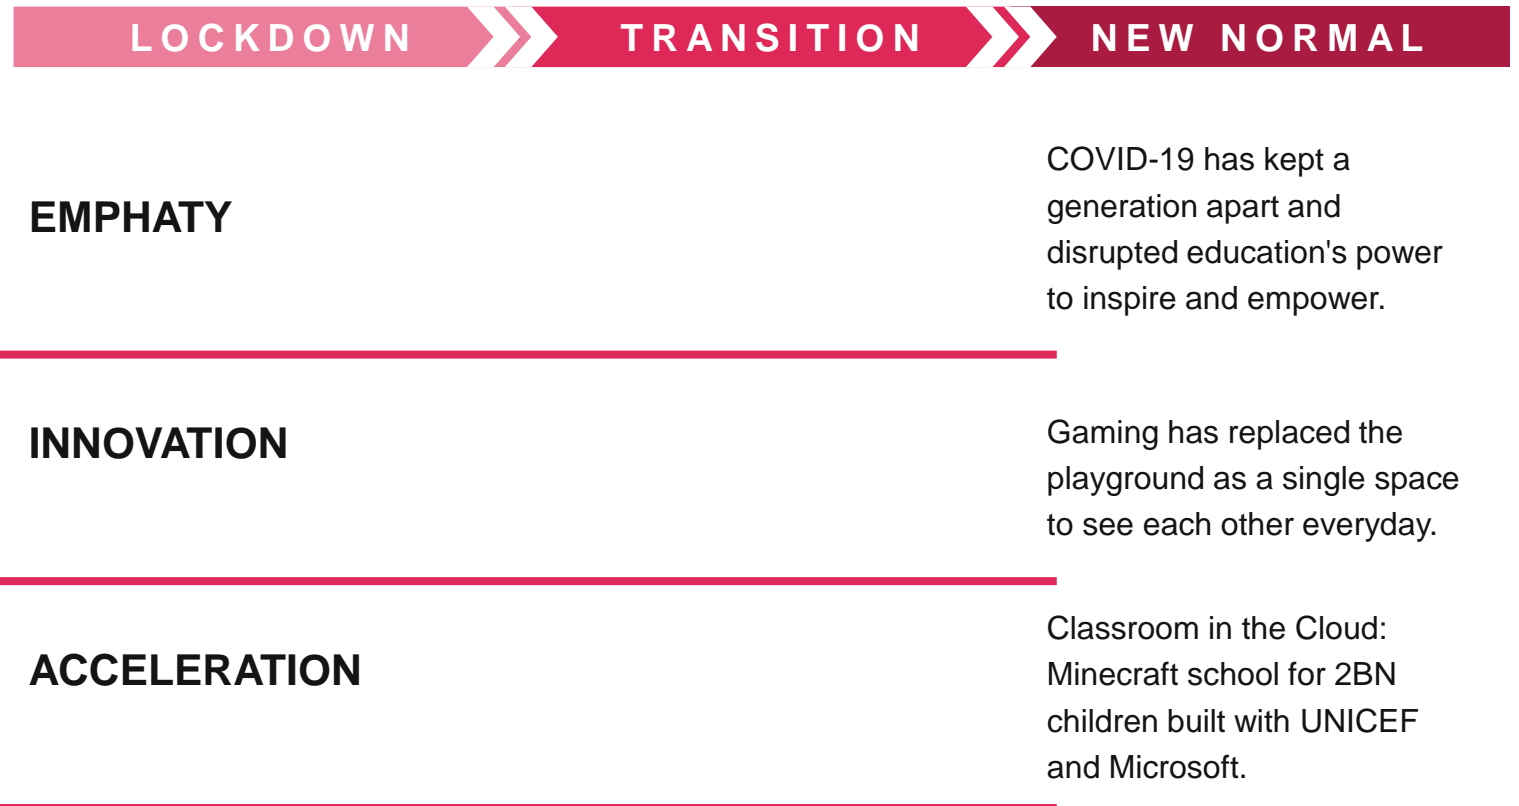 LOCKDOWN
TRANSITION
NEW NORMAL
EMPHATY
COVID-19 has kept a
generation apart and
disrupted education's power
to inspire and empower.
INNOVATION
Gaming has replaced the
playground as a single space
to see each other everyday.
ACCELERATION
Classroom in the Cloud:
Minecraft school for 2BN
children built with UNICEF
and Microsoft.